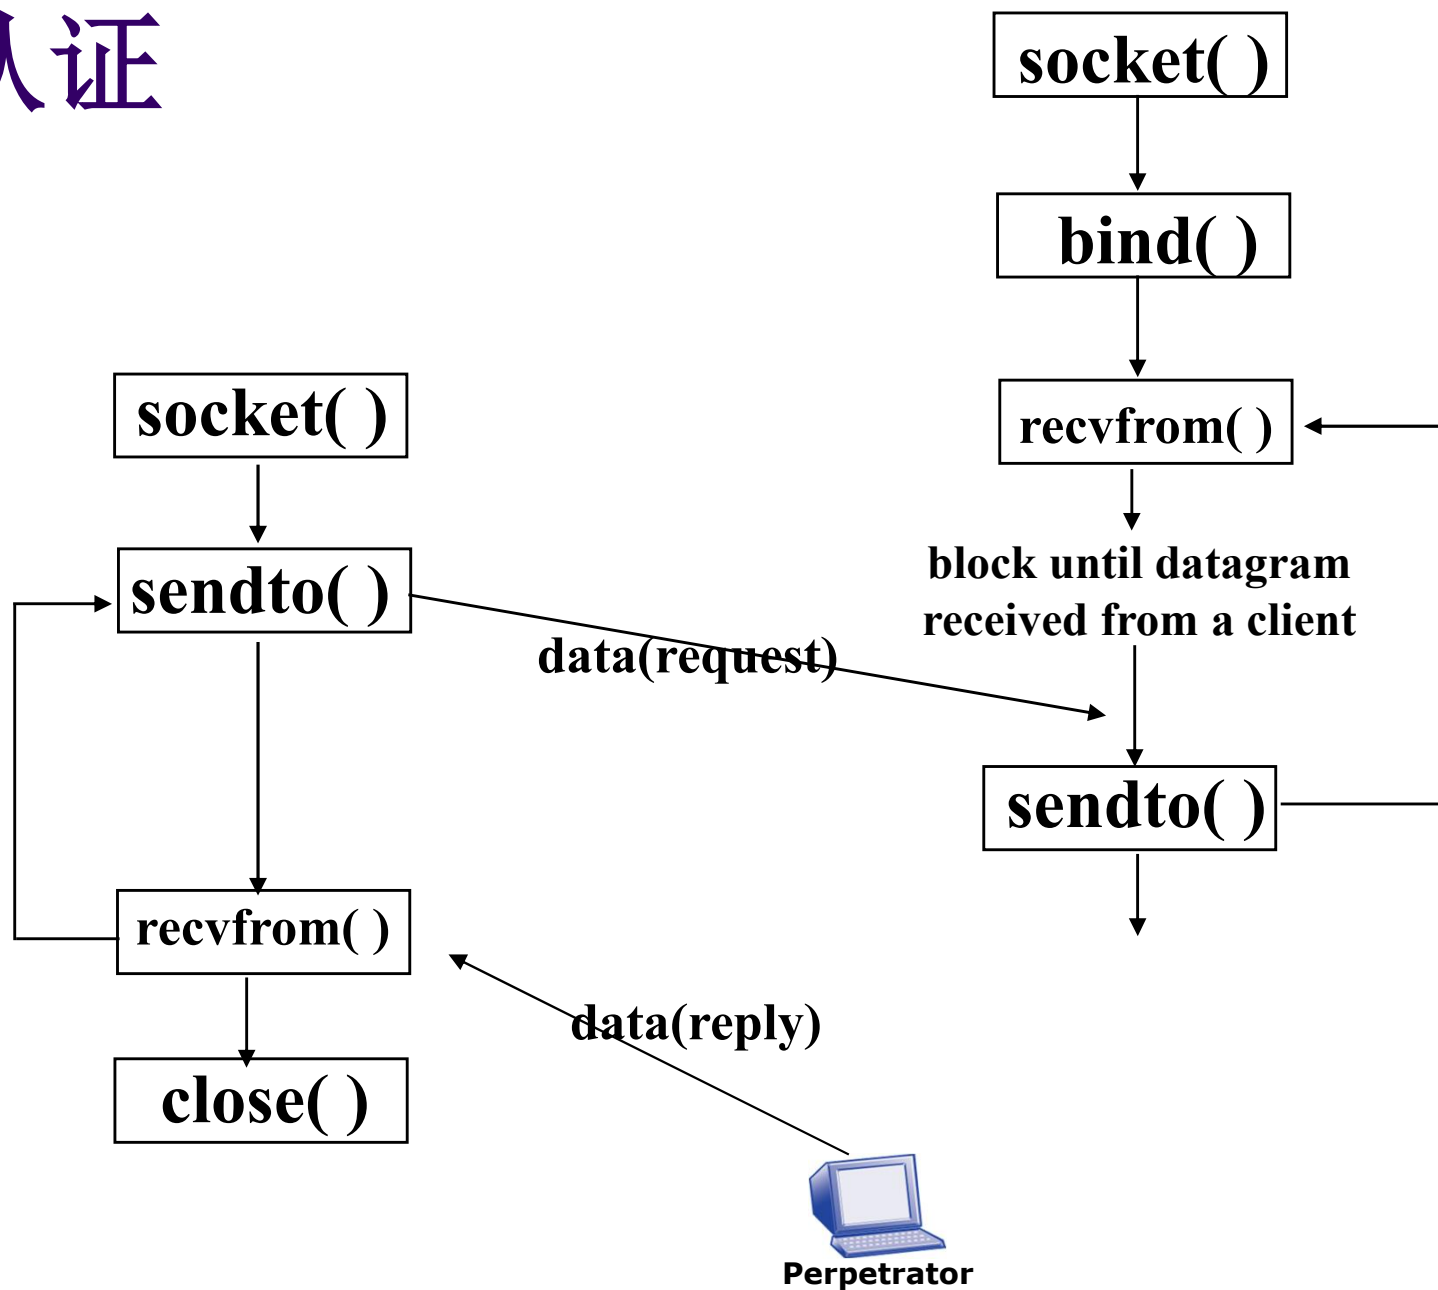 认证
socket( )
bind( )
socket( )
recvfrom( )
sendto( )
block until datagram
received from a client
data(request)
sendto( )
recvfrom( )
data(reply)
close( )
Perpetrator